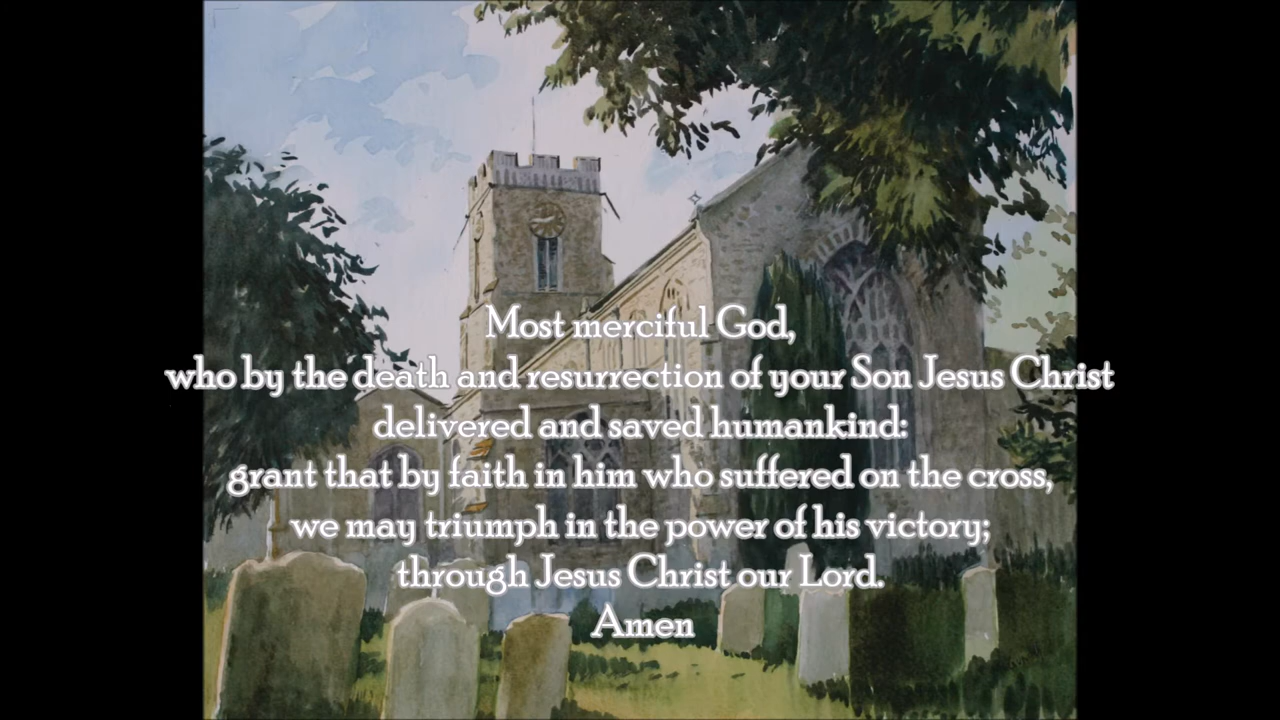 Most merciful God,
who by the death and resurrection of your Son Jesus Christ
delivered and saved humankind:
grant that by faith in him who suffered on the cross,
we may triumph in the power of his victory;
through Jesus Christ our Lord.
Amen